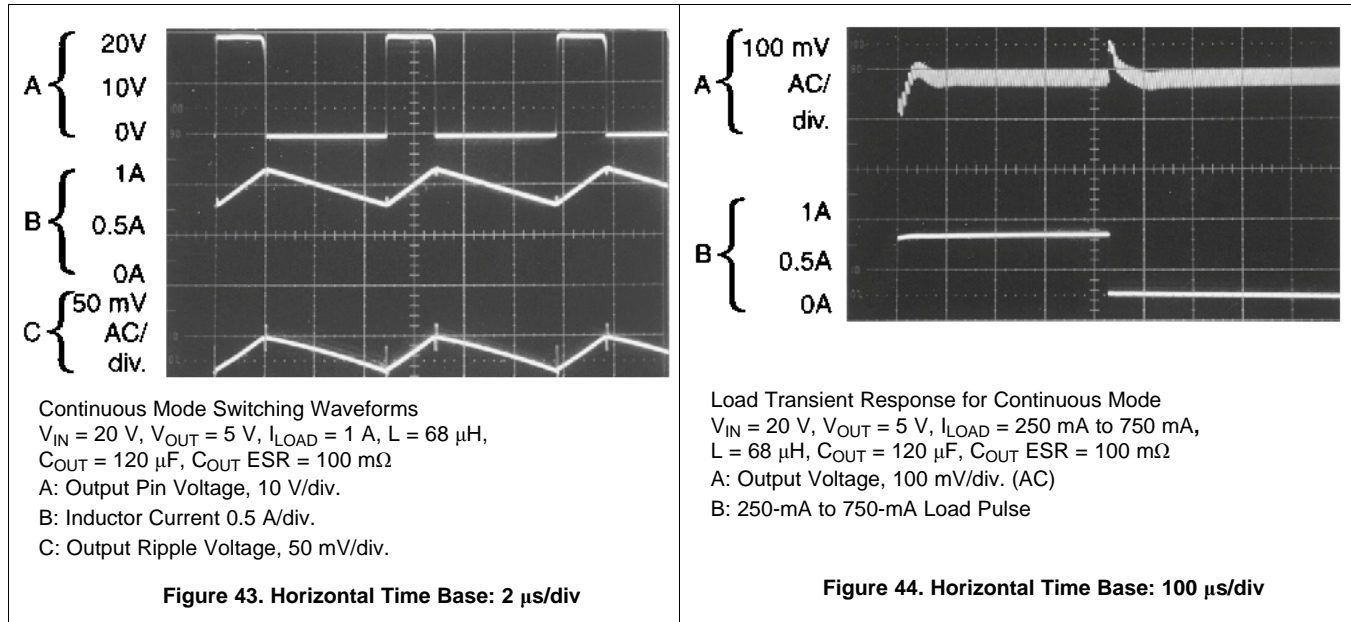 A
20V
10V
0V
B
1A
0.5A
0A
C
50 mV
AC/
div.
Continuous Mode Switching Waveforms
V_IN = 20 V, V_OUT = 5 V, I_LOAD = 1 A, L = 68 μH,
C_OUT = 120 μF, C_OUT ESR = 100 mΩ
A: Output Pin Voltage, 10 V/div.
B: Inductor Current 0.5 A/div.
C: Output Ripple Voltage, 50 mV/div.
Figure 43. Horizontal Time Base: 2 μs/div
A
100 mV
AC/
div.
B
1A
0.5A
0A
Load Transient Response for Continuous Mode
V_IN = 20 V, V_OUT = 5 V, I_LOAD = 250 mA to 750 mA,
L = 68 μH, C_OUT = 120 μF, C_OUT ESR = 100 mΩ
A: Output Voltage, 100 mV/div. (AC)
B: 250-mA to 750-mA Load Pulse
Figure 44. Horizontal Time Base: 100 μs/div